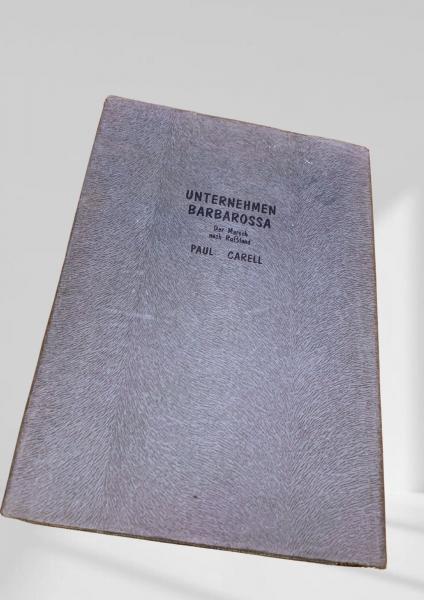 UNTERNEHMEN
BARBAROSSA
Der Marsch
nach Rußland
PAUL CARELL